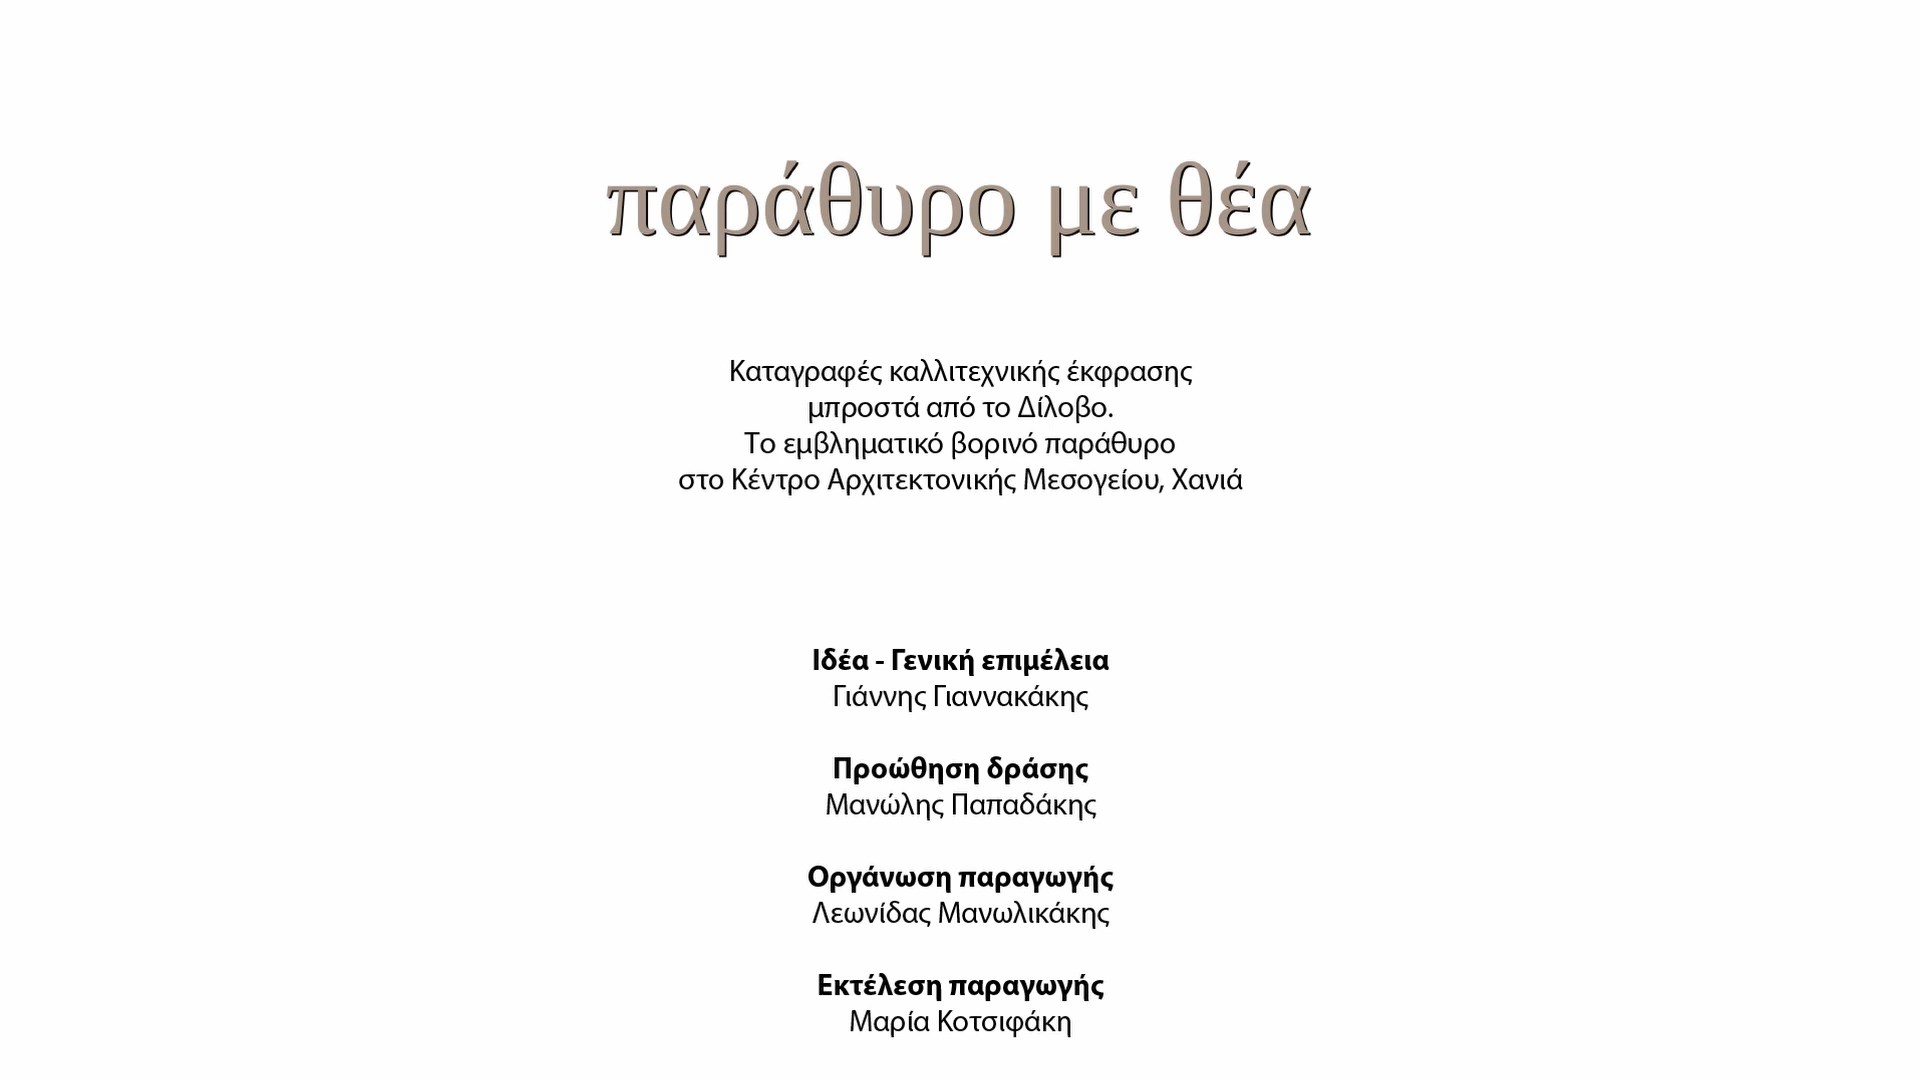 παράθυρο με θέα
Καταγραφές καλλιτεχνικής έκφρασης
μπροστά από το Δίλοβο.
Το εμβληματικό βορινό παράθυρο
στο Κέντρο Αρχιτεκτονικής Μεσογείου, Χανιά
Ιδέα - Γενική επιμέλεια
Γιάννης Γιαννακάκης
Προώθηση δράσης
Μανώλης Παπαδάκης
Οργάνωση παραγωγής
Λεωνίδας Μανωλικάκης
Εκτέλεση παραγωγής
Μαρία Κοτσιφάκη